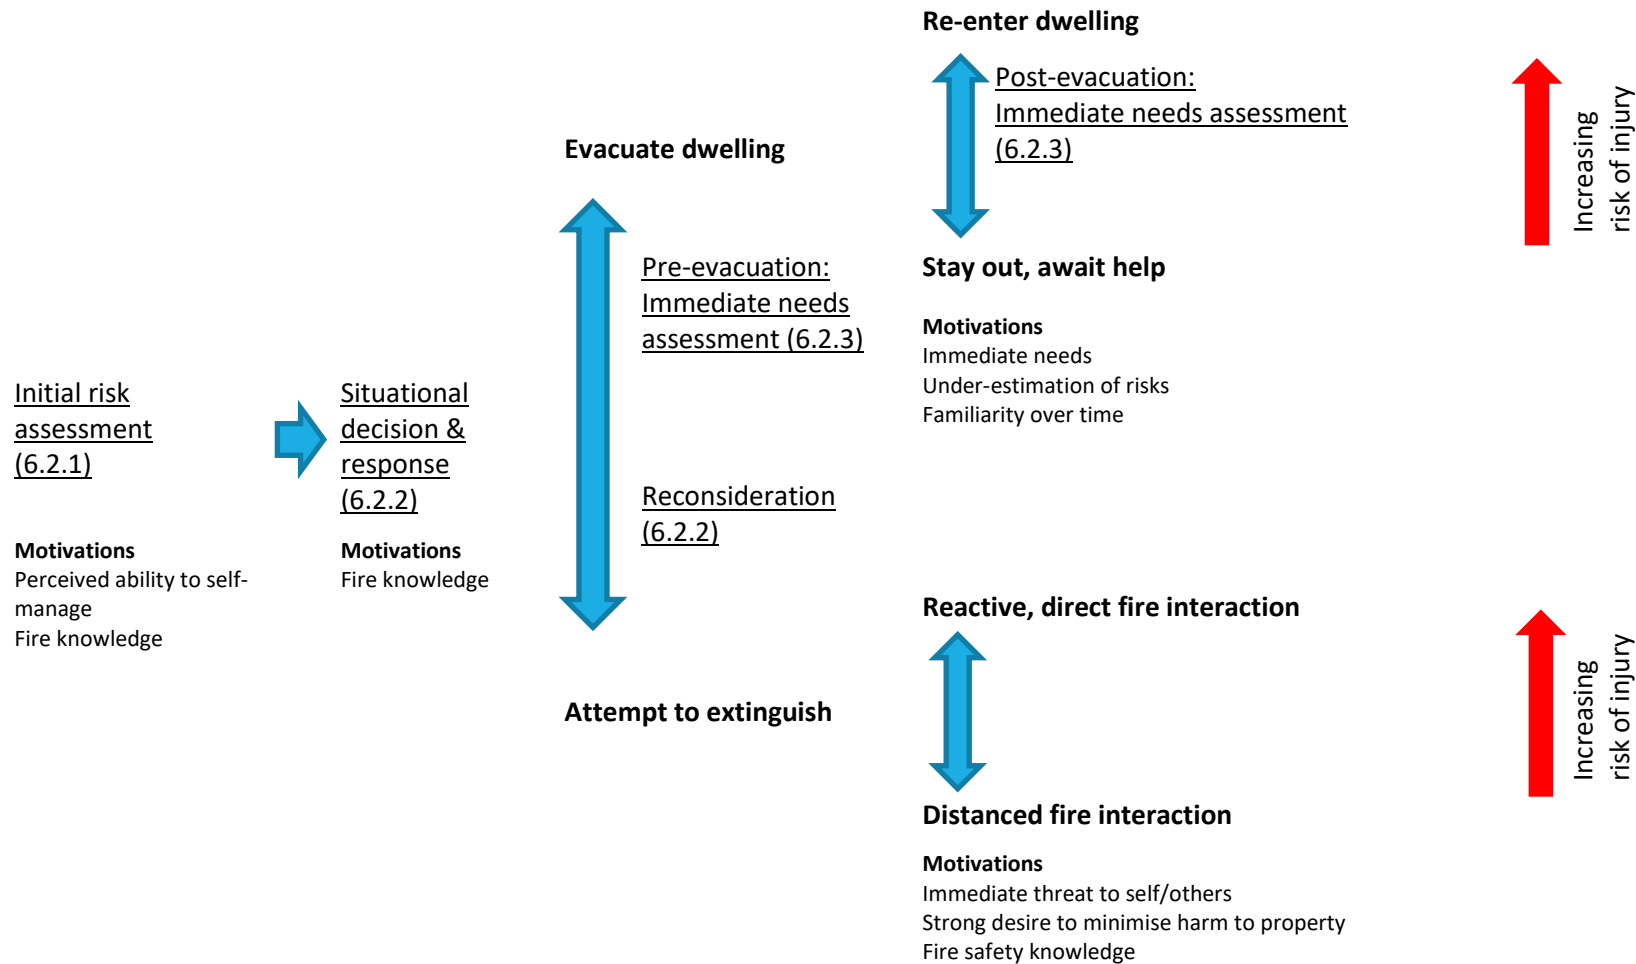 Initial risk
assessment
(6.2.1)
Motivations
Perceived ability to self-
manage
Fire knowledge
Situational
decision &
response
(6.2.2)
Motivations
Fire knowledge
Evacuate dwelling
Pre-evacuation:
Immediate needs
assessment (6.2.3)
Reconsideration
(6.2.2)
Attempt to extinguish
Re-enter dwelling
Post-evacuation:
Immediate needs assessment
(6.2.3)
Stay out, await help
Motivations
Immediate needs
Under-estimation of risks
Familiarity over time
Increasing
risk of injury
Reactive, direct fire interaction
Distanced fire interaction
Motivations
Immediate threat to self/others
Strong desire to minimise harm to property
Fire safety knowledge
Increasing
risk of injury